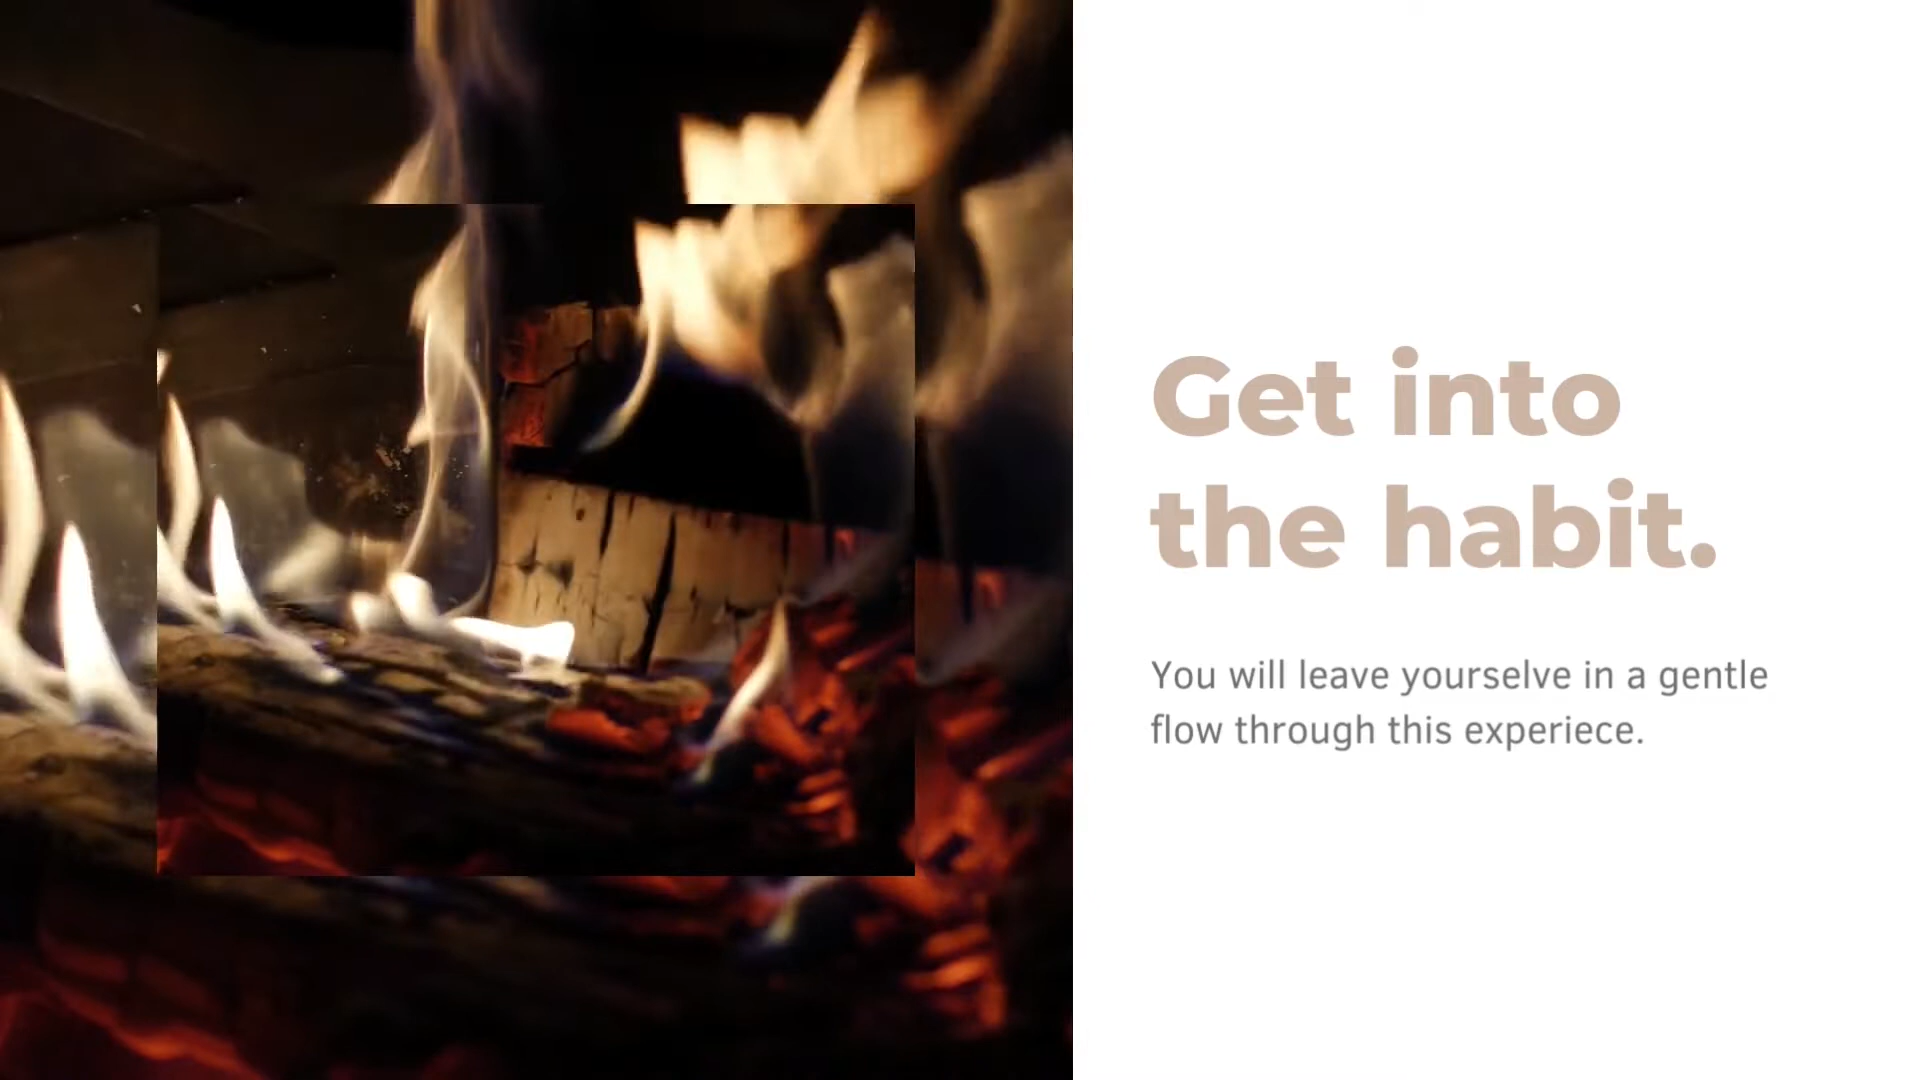 Get into
the habit.
You will leave yourselve in a gentle
flow through this experiece.